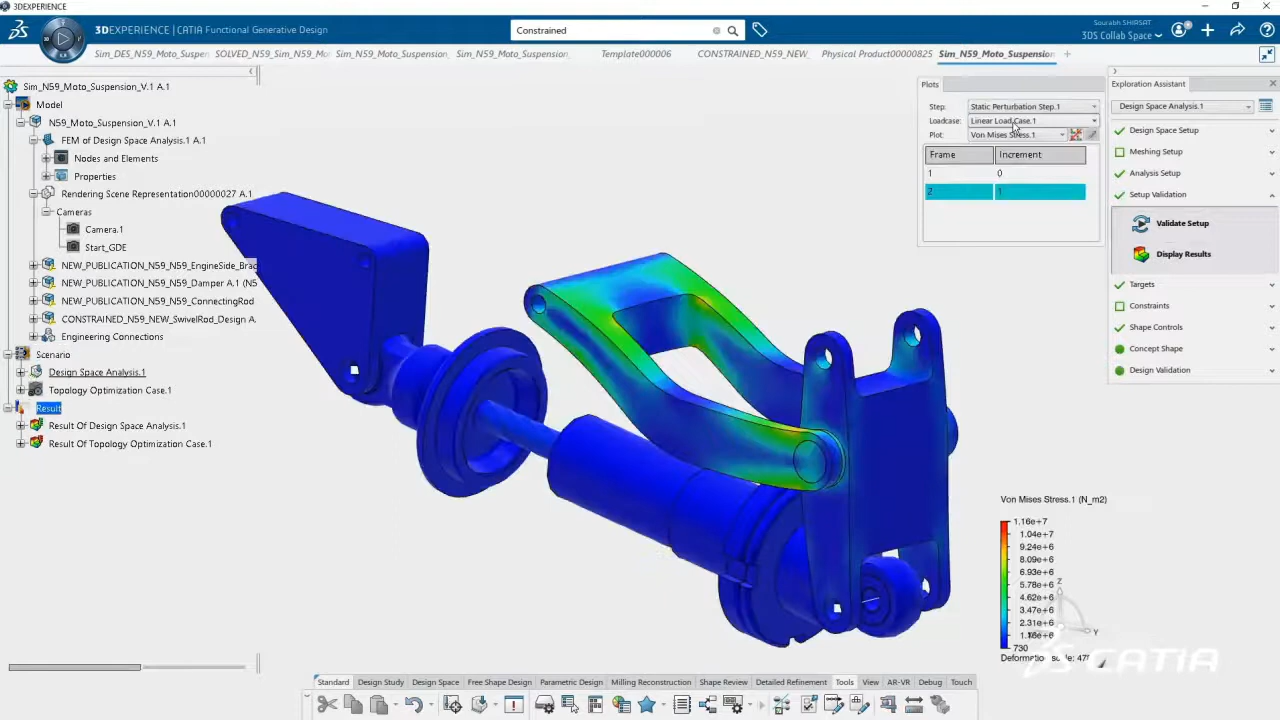 3DEXPERIENCE
3DEXPERIENCE | CATIA Functional Generative Design
Constrained
Sourabh SHIRSAT
3DS Collab Space
Sim_DES_N59_Moto_Suspen
SOLVED_N59_Sim_N59_Mo
Sim_N59_Moto_Suspension_
Sim_N59_Moto_Suspension_
Template000006
CONSTRAINED_N59_NEW_
Physical Product00000825
Sim_N59_Moto_Suspension
Sim_N59_Moto_Suspension_V.1 A.1
Model
N59_Moto_Suspension_V.1 A.1
FEM of Design Space Analysis.1 A.1
Nodes and Elements
Properties
Rendering Scene Representation00000027 A.1
Cameras
Camera.1
Start_GDE
NEW_PUBLICATION_N59_N59_EngineSide_Brac
NEW_PUBLICATION_N59_N59_Damper A.1 (N5
NEW_PUBLICATION_N59_N59_ConnectingRod
CONSTRAINED_N59_NEW_SwivelRod_Design A.
Engineering Connections
Scenario
Design Space Analysis.1
Topology Optimization Case.1
Result
Result Of Design Space Analysis.1
Result Of Topology Optimization Case.1
Plots
Step: Static Perturbation Step.1
Loadcase: Linear Load Case.1
Plot: Von Mises Stress.1
Frame Increment
1 0
2 1
Exploration Assistant
Design Space Analysis.1
Design Space Setup
Meshing Setup
Analysis Setup
Setup Validation
Validate Setup
Display Results
Targets
Constraints
Shape Controls
Concept Shape
Design Validation
Von Mises Stress.1 (N_m2)
1.16e+7
1.04e+7
9.24e+6
8.09e+6
6.93e+6
5.78e+6
4.62e+6
3.47e+6
2.31e+6
1.16e+6
730
Z
Y
CATIA
Standard
Design Study
Design Space
Free Shape Design
Parametric Design
Milling Reconstruction
Shape Review
Detailed Refinement
Tools
View
AR-VR
Debug
Touch